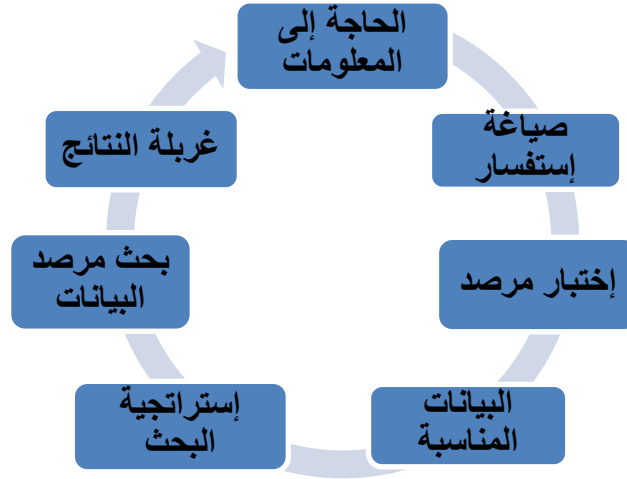 الحاجة إلى
المعلومات
صياغة
إستفسار
إختبار مرصد
البيانات
المناسبة
إستراتجية
البحث
بحث مرصد
البيانات
غربلة النتائج